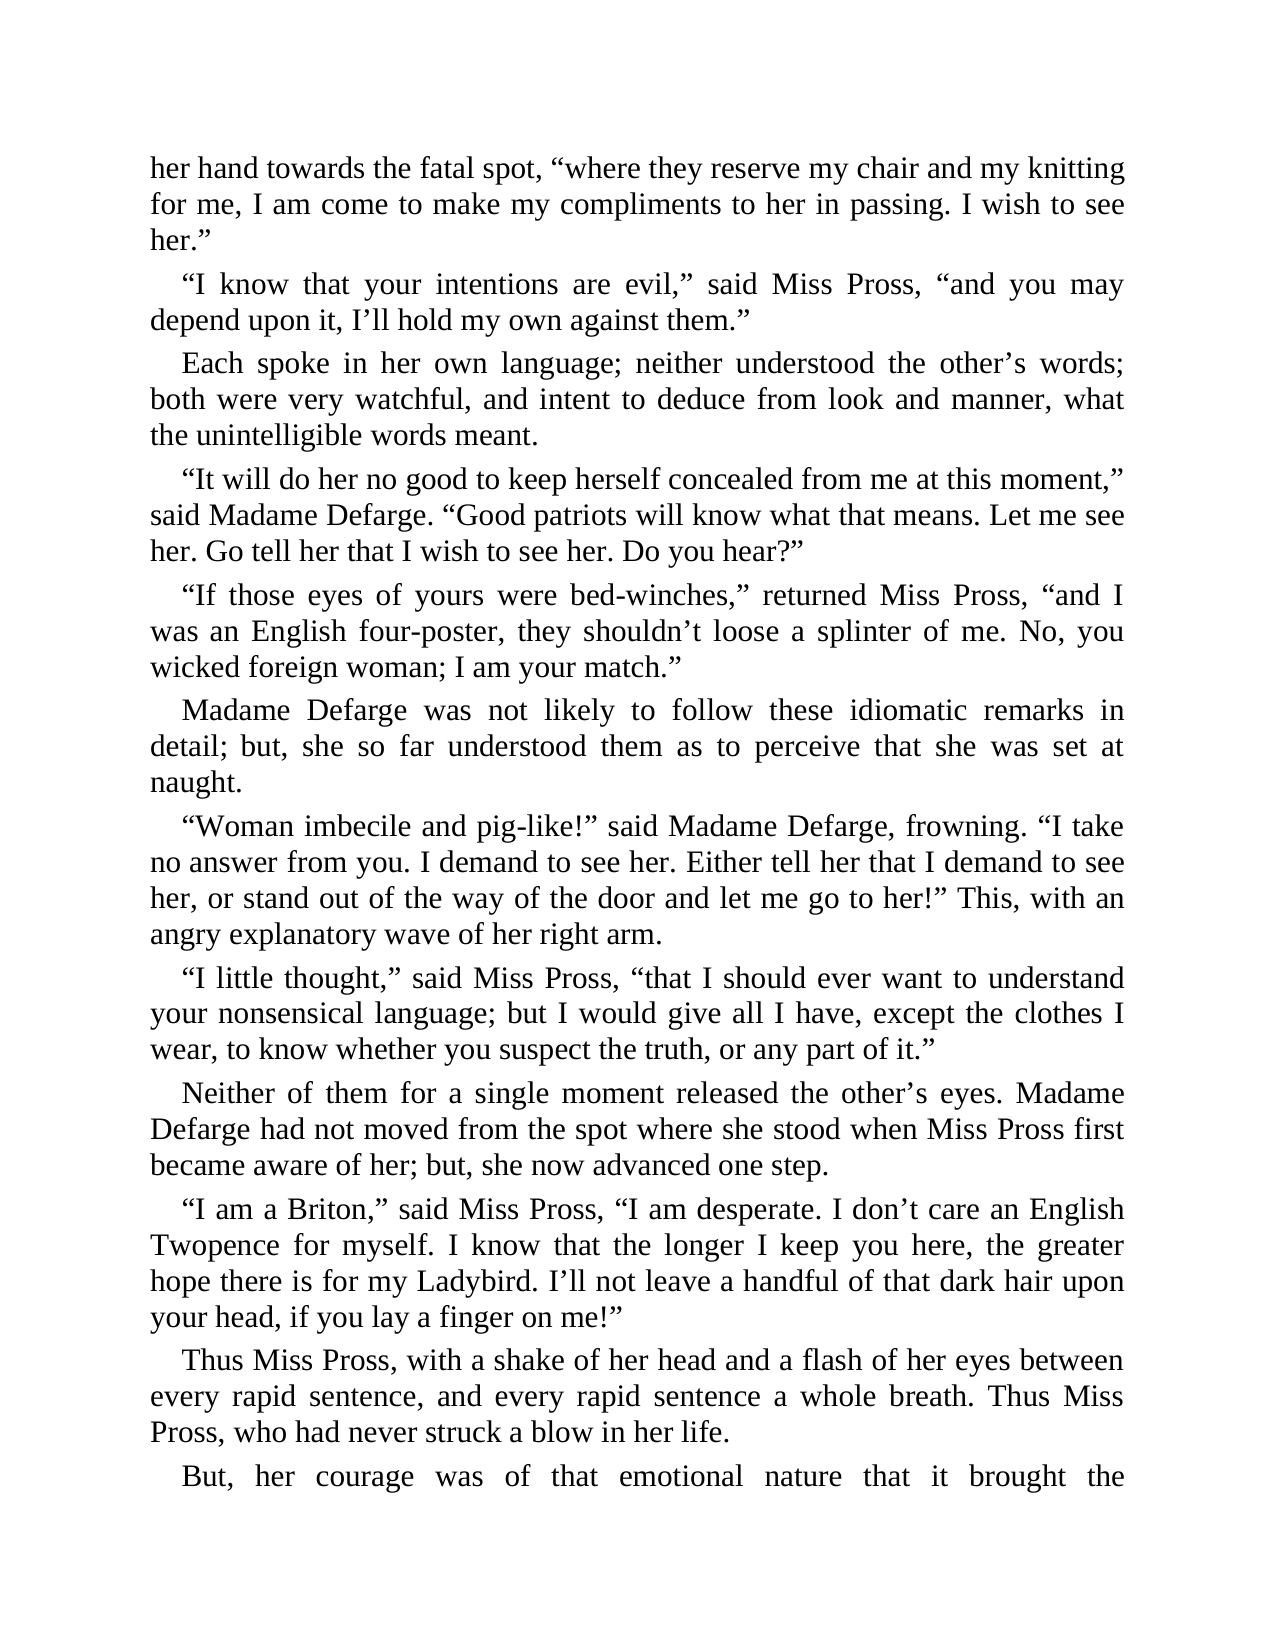 her hand towards the fatal spot, “where they reserve my chair and my knitting
for me, I am come to make my compliments to her in passing. I wish to see
her.”
“I know that your intentions are evil,” said Miss Pross, “and you may
depend upon it, I’ll hold my own against them.”
Each spoke in her own language; neither understood the other’s words;
both were very watchful, and intent to deduce from look and manner, what
the unintelligible words meant.
“It will do her no good to keep herself concealed from me at this moment,”
said Madame Defarge. “Good patriots will know what that means. Let me see
her. Go tell her that I wish to see her. Do you hear?”
“If those eyes of yours were bed-winches,” returned Miss Pross, “and I
was an English four-poster, they shouldn’t loose a splinter of me. No, you
wicked foreign woman; I am your match.”
Madame Defarge was not likely to follow these idiomatic remarks in
detail; but, she so far understood them as to perceive that she was set at
naught.
“Woman imbecile and pig-like!” said Madame Defarge, frowning. “I take
no answer from you. I demand to see her. Either tell her that I demand to see
her, or stand out of the way of the door and let me go to her!” This, with an
angry explanatory wave of her right arm.
“I little thought,” said Miss Pross, “that I should ever want to understand
your nonsensical language; but I would give all I have, except the clothes I
wear, to know whether you suspect the truth, or any part of it.”
Neither of them for a single moment released the other’s eyes. Madame
Defarge had not moved from the spot where she stood when Miss Pross first
became aware of her; but, she now advanced one step.
“I am a Briton,” said Miss Pross, “I am desperate. I don’t care an English
Twopence for myself. I know that the longer I keep you here, the greater
hope there is for my Ladybird. I’ll not leave a handful of that dark hair upon
your head, if you lay a finger on me!”
Thus Miss Pross, with a shake of her head and a flash of her eyes between
every rapid sentence, and every rapid sentence a whole breath. Thus Miss
Pross, who had never struck a blow in her life.
But, her courage was of that emotional nature that it brought the